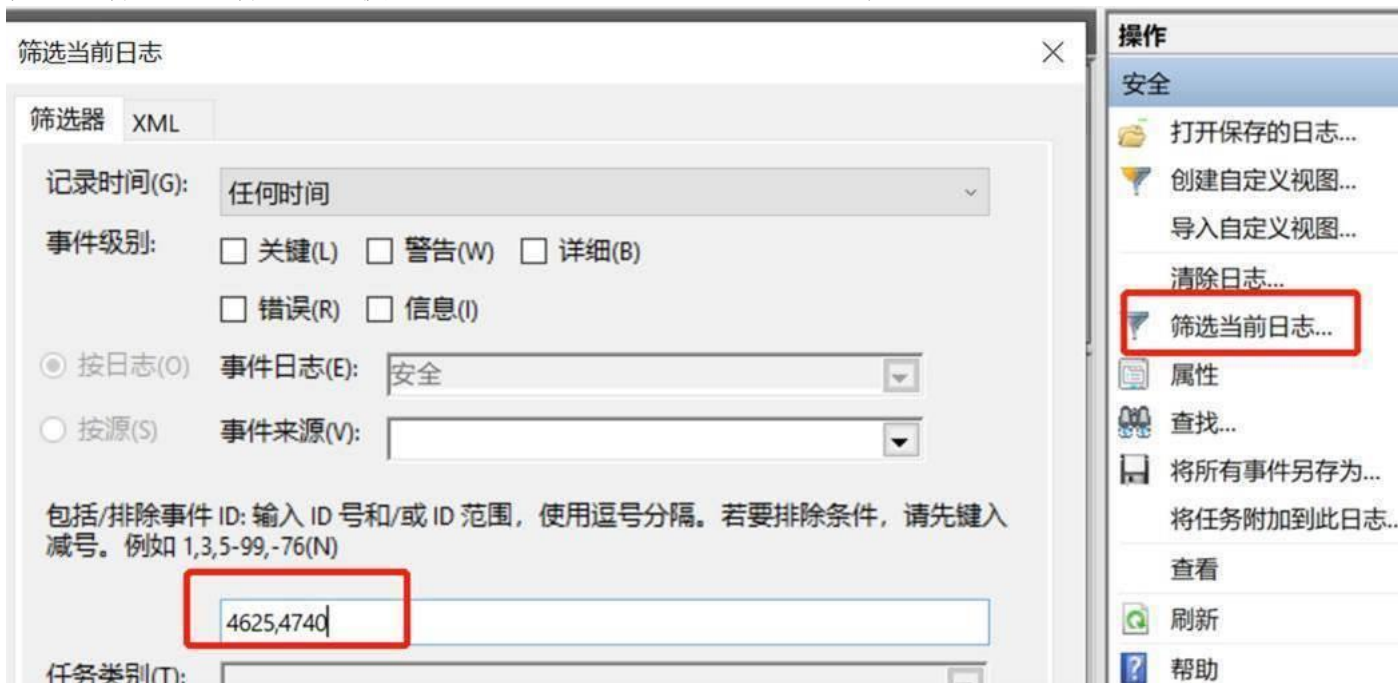 筛选当前日志
筛选器 XML
记录时间(G): 任何时间
事件级别: 关键(L) 警告(W) 详细(B)
错误(R) 信息(I)
按日志(O) 事件日志(E): 安全
按源(S) 事件来源(V):
包括/排除事件 ID: 输入 ID 号和/或 ID 范围，使用逗号分隔。若要排除条件，请先键入
减号。例如 1,3,5-99,-76(N)
4625,4740
任务类别(T):
操作
安全
打开保存的日志...
创建自定义视图...
导入自定义视图...
清除日志...
筛选当前日志...
属性
查找...
将所有事件另存为...
将任务附加到此日志...
查看
刷新
帮助